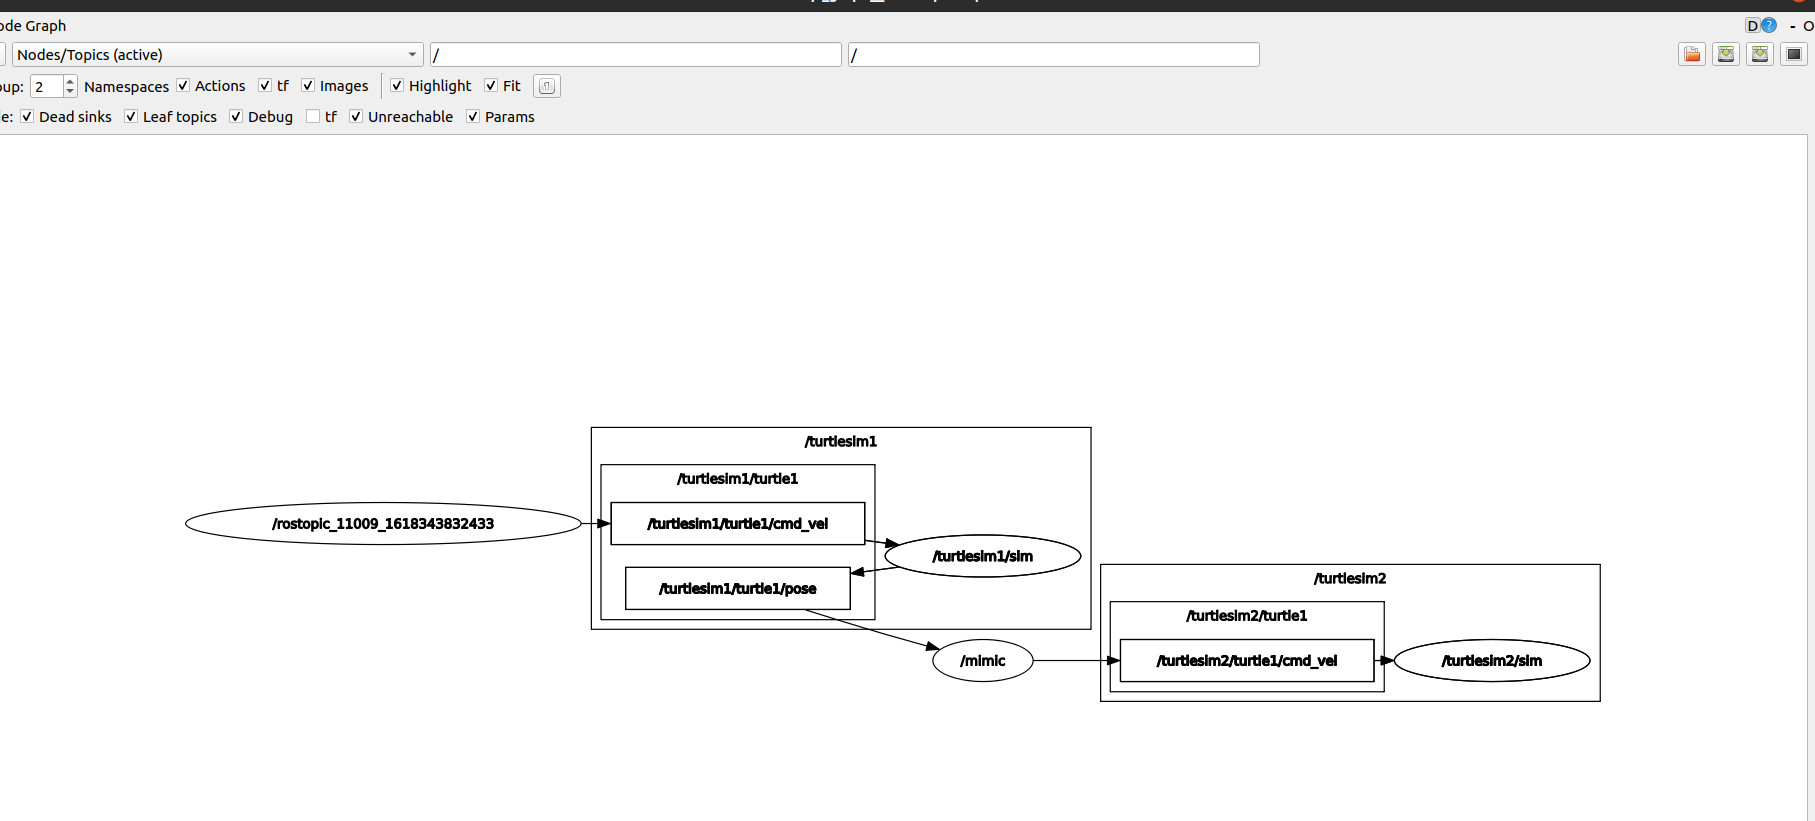 ode Graph
D ? - O
Nodes/Topics (active) / /
oup: 2 Namespaces Actions tf Images Highlight Fit
e: Dead sinks Leaf topics Debug tf Unreachable Params
/turtlesim1
/turtlesim1/turtle1
/rostopic_11009_1618343832433
/turtlesim1/turtle1/cmd_vel
/turtlesim1/sim
/turtlesim1/turtle1/pose
/turtlesim2
/turtlesim2/turtle1
/mimic
/turtlesim2/turtle1/cmd_vel
/turtlesim2/sim